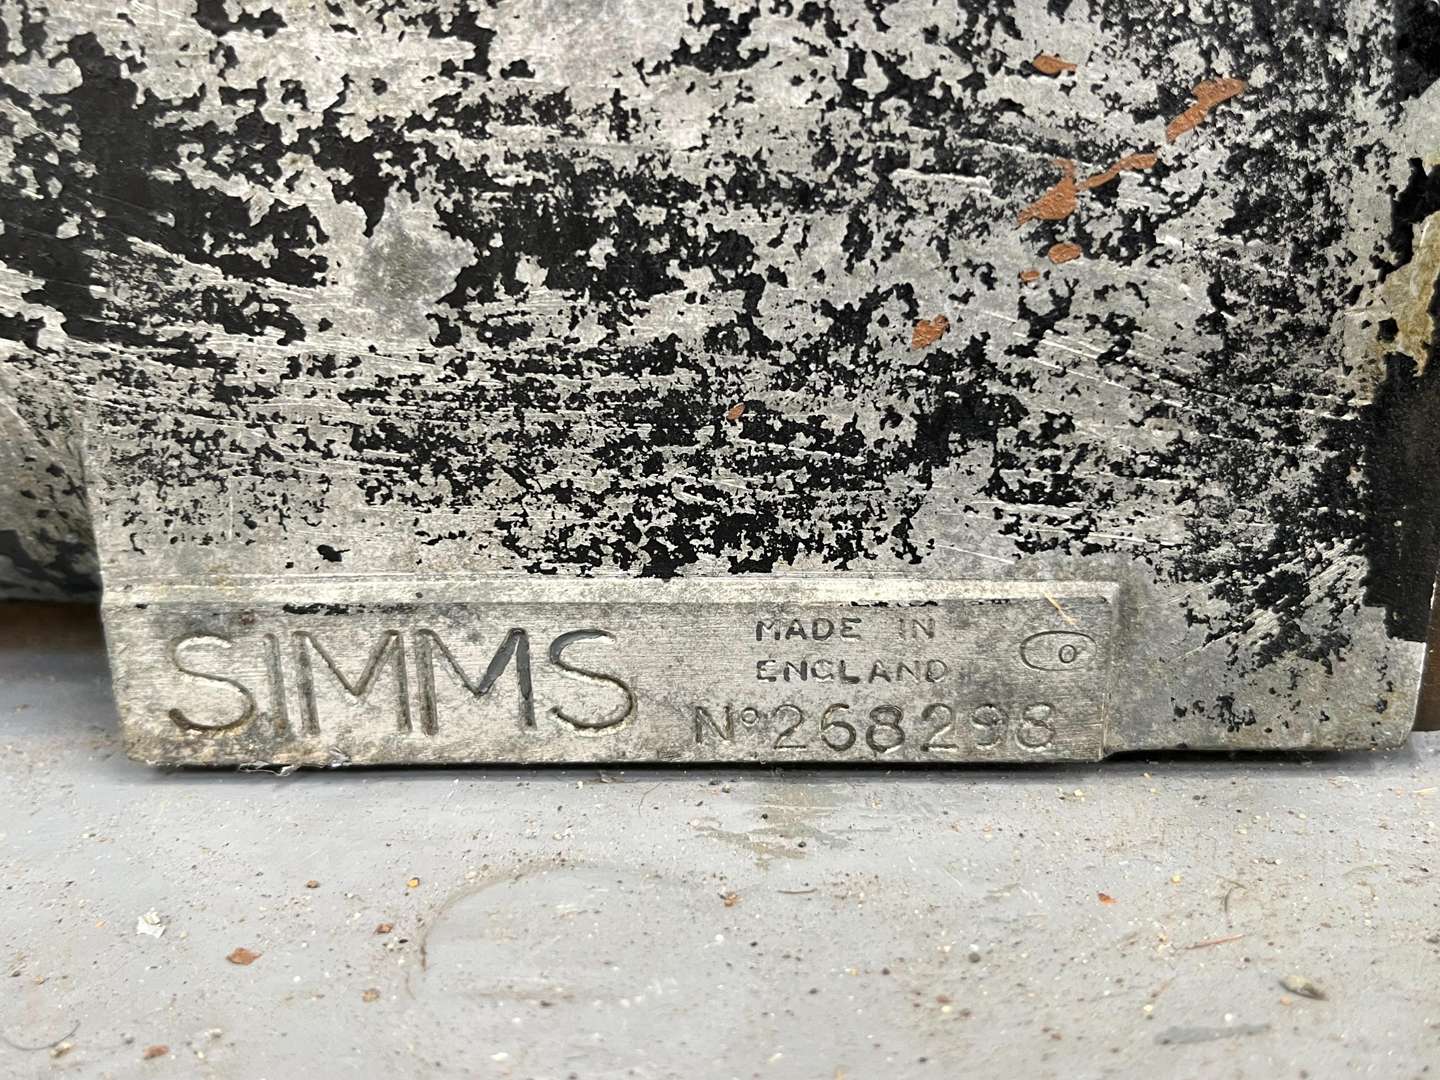 SIMMS
MADE IN
ENGLAND
O
Nº 268298